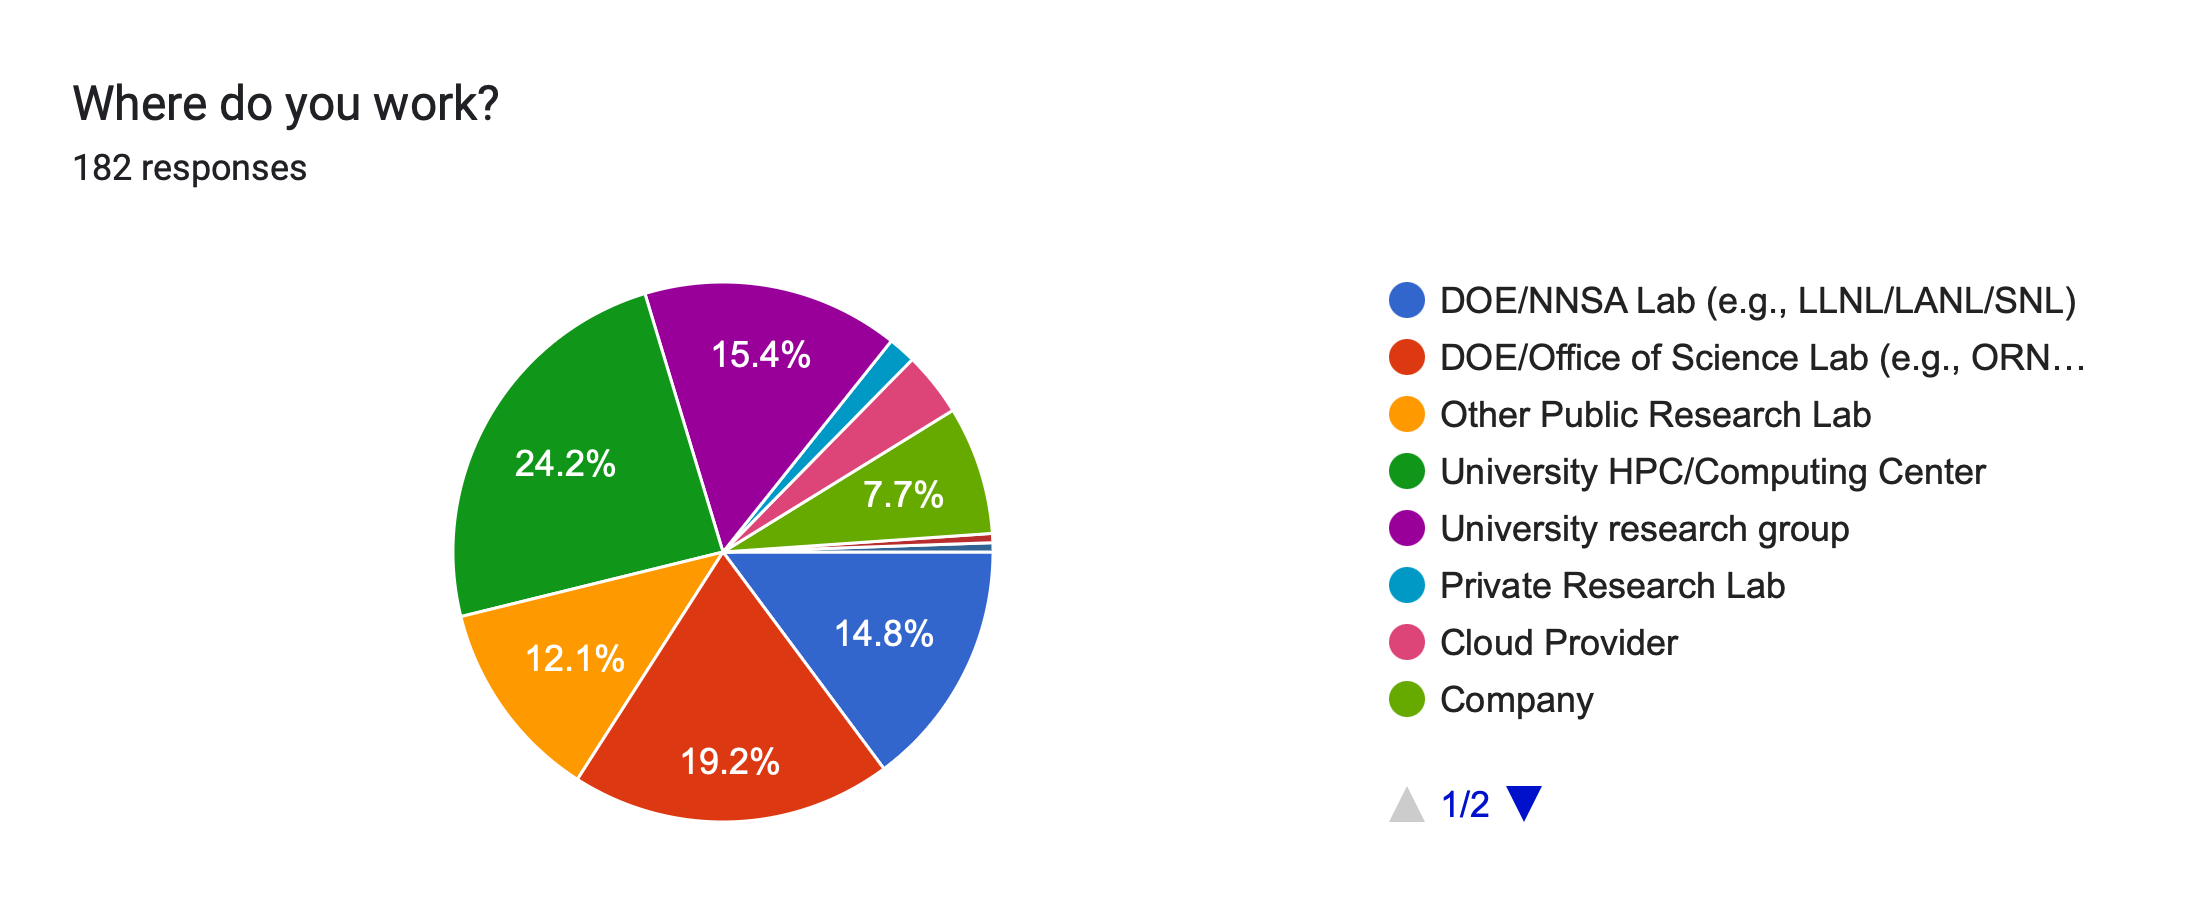 Where do you work?
182 responses
15.4%
24.2%
7.7%
14.8%
12.1%
19.2%
DOE/NNSA Lab (e.g., LLNL/LANL/SNL)
DOE/Office of Science Lab (e.g., ORN…
Other Public Research Lab
University HPC/Computing Center
University research group
Private Research Lab
Cloud Provider
Company
1/2